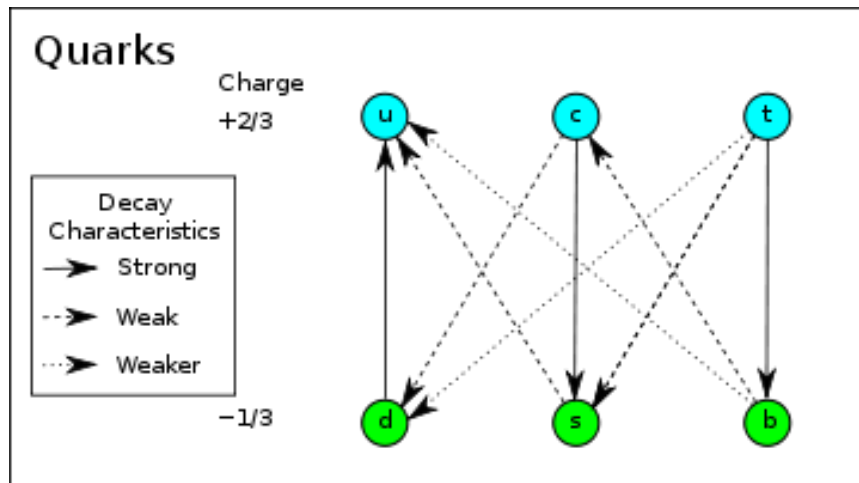 Quarks
Charge
+2/3
u
c
t
Decay
Characteristics
Strong
Weak
Weaker
−1/3
d
s
b